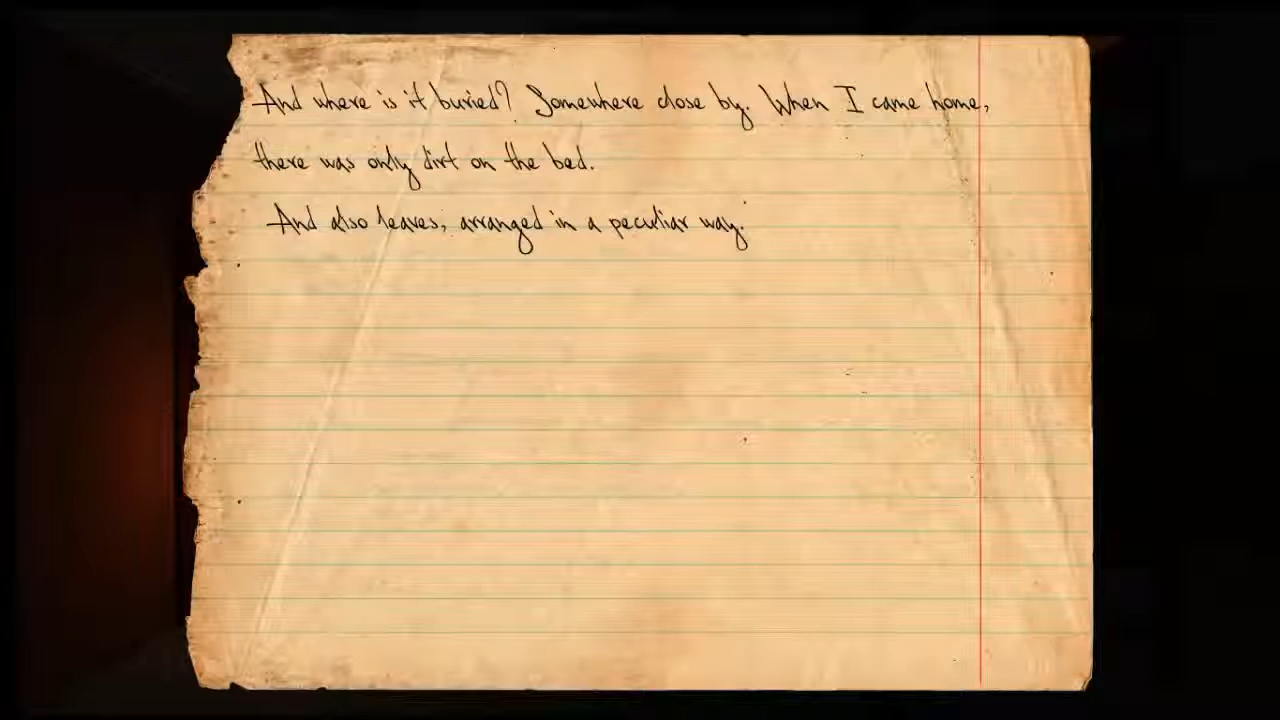 And where is it buried? Somewhere close by. When I came home,
there was only dirt on the bed.
And also leaves, arranged in a peculiar way.